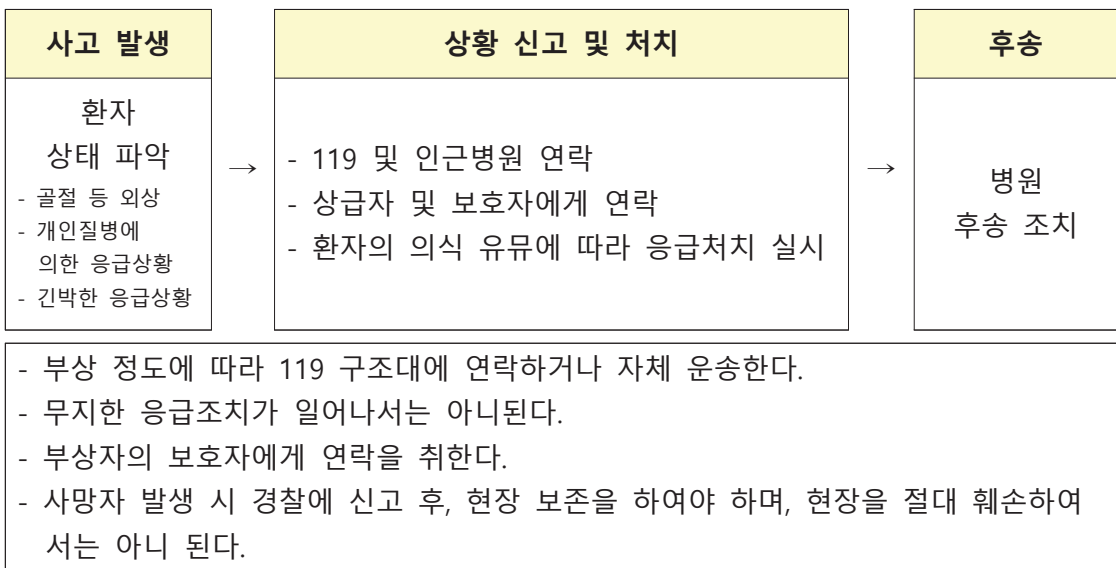 사고 발생
환자
상태 파악
- 골절 등 외상
- 개인질병에
의한 응급상황
- 긴박한 응급상황
→
상황 신고 및 처치
- 119 및 인근병원 연락
- 상급자 및 보호자에게 연락
- 환자의 의식 유뮤에 따라 응급처치 실시
→
후송
병원
후송 조치
- 부상 정도에 따라 119 구조대에 연락하거나 자체 운송한다.
- 무지한 응급조치가 일어나서는 아니된다.
- 부상자의 보호자에게 연락을 취한다.
- 사망자 발생 시 경찰에 신고 후, 현장 보존을 하여야 하며, 현장을 절대 훼손하여
서는 아니 된다.